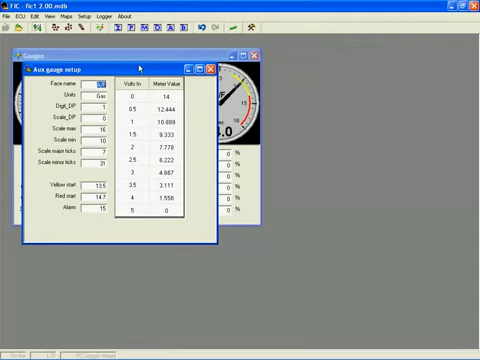 FIC - fic1 2.00.mdb
File ECU Edit View Maps Setup Logger About
Gauges
Aux gauge setup
Face name A/F
Units Gas
Digit_DP 1
Scale_DP 0
Scale max 16
Scale min 10
Scale major ticks 7
Scale minor ticks 31
Yellow start 13.5
Red start 14.7
Alarm 15
Volts In Meter Value
0 14
0.5 12.444
1 10.889
1.5 9.333
2 7.778
2.5 6.222
3 4.667
3.5 3.111
4 1.556
5 0
0 %
0 %
0 %
0 %
0 %
0 %